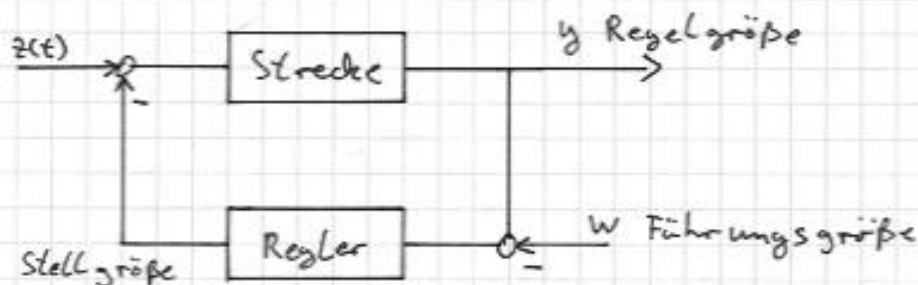 y Regelgröße
z(t)
Strecke
-
Regler
w Führungsgröße
-
Stellgröße